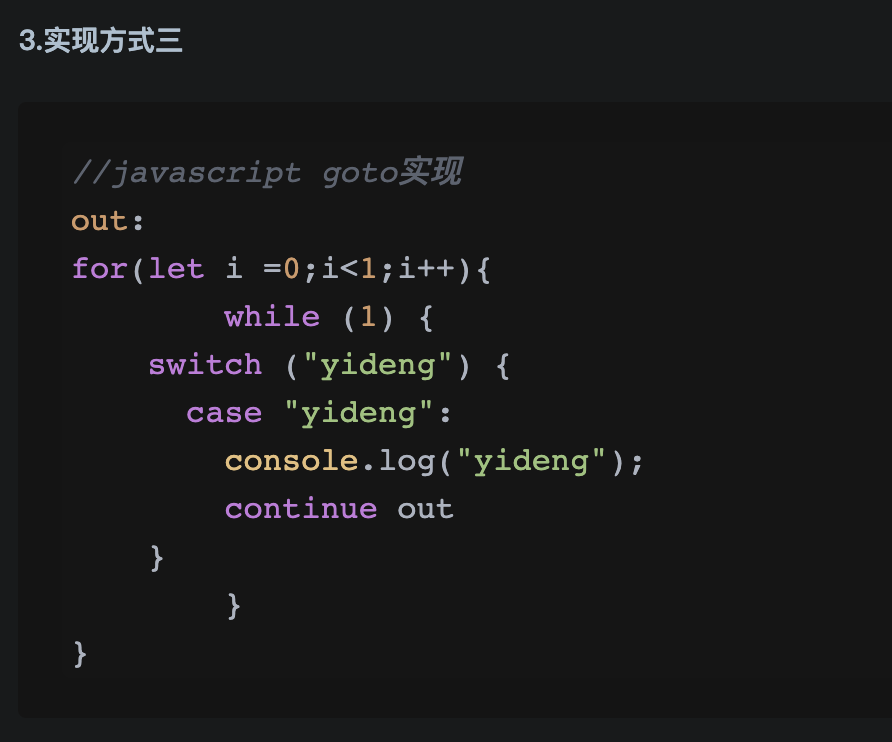 3.实现方式三
//javascript goto实现
out:
for(let i =0;i<1;i++){
        while (1) {
    switch ("yideng") {
      case "yideng":
        console.log("yideng");
        continue out
    }
        }
}